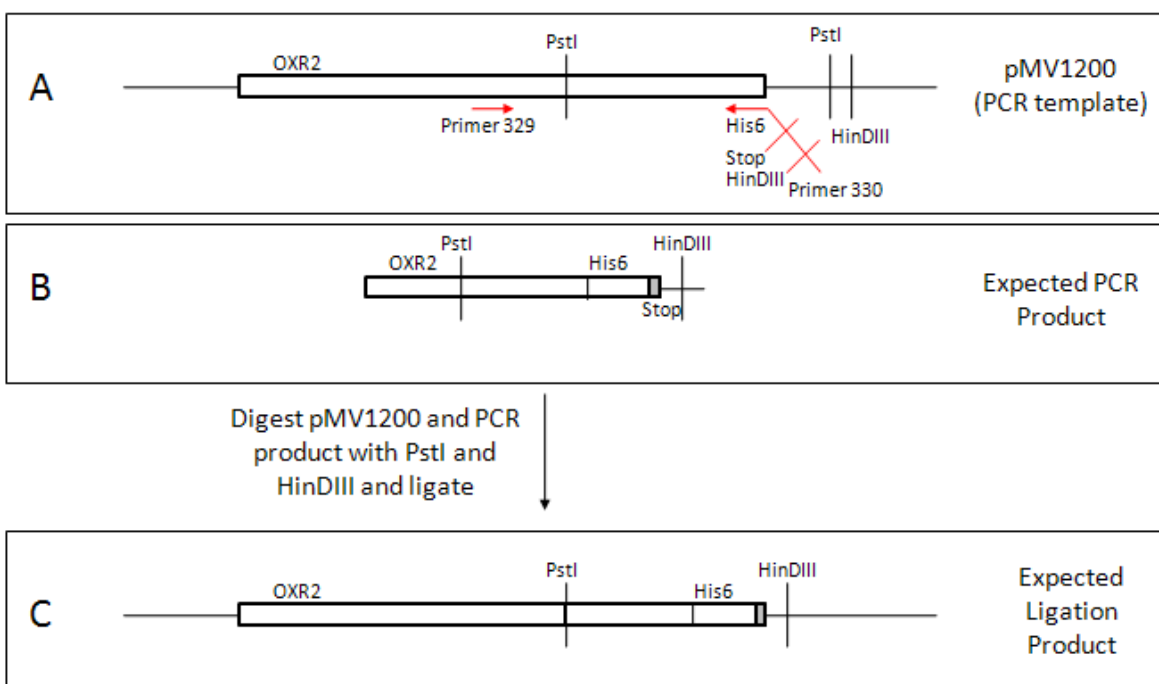 A
OXR2
PstI
PstI
Primer 329
His6
HinDIII
Stop
HinDIII
Primer 330
pMV1200
(PCR template)
B
OXR2
PstI
His6
HinDIII
Stop
Expected PCR
Product
Digest pMV1200 and PCR
product with PstI and
HinDIII and ligate
C
OXR2
PstI
His6
HinDIII
Expected
Ligation
Product